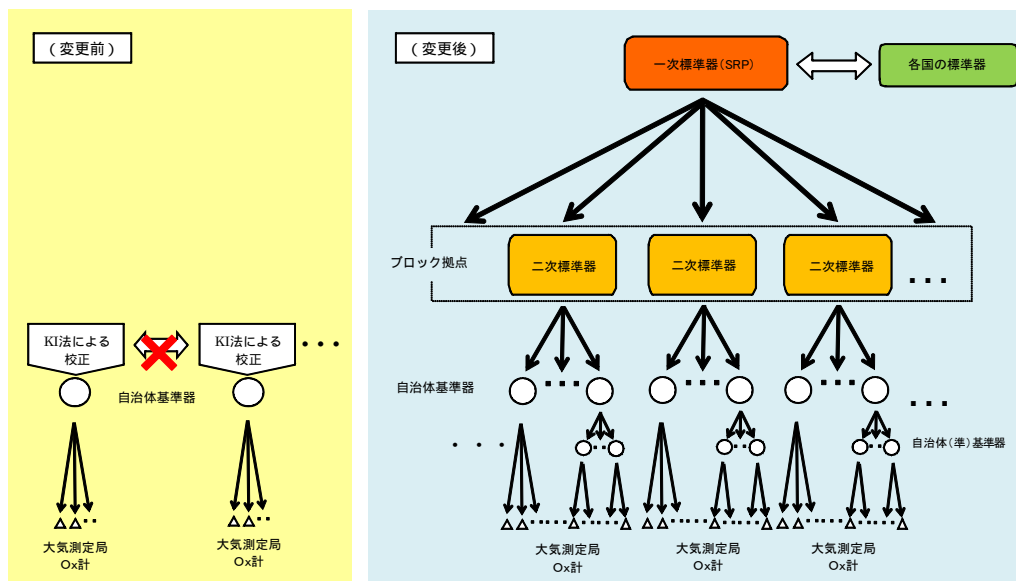 (変更前)
KI法による
校正
KI法による
校正
・・・
自治体基準器
大気測定局
Ox計
大気測定局
Ox計
(変更後)
一次標準器(SRP)
各国の標準器
ブロック拠点
二次標準器
二次標準器
二次標準器
・・・
自治体基準器
・・・
・・・
自治体(準)基準器
大気測定局
Ox計
大気測定局
Ox計
大気測定局
Ox計